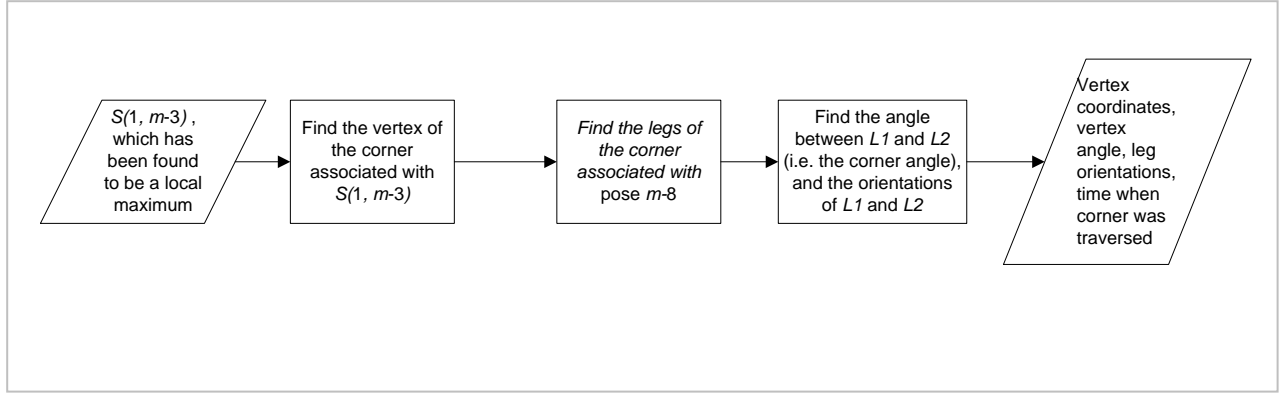 S(1, m-3) ,
which has
been found
to be a local
maximum
Find the vertex of
the corner
associated with
S(1, m-3)
Find the legs of
the corner
associated with
pose m-8
Find the angle
between L1 and L2
(i.e. the corner angle),
and the orientations
of L1 and L2
Vertex
coordinates,
vertex
angle, leg
orientations,
time when
corner was
traversed